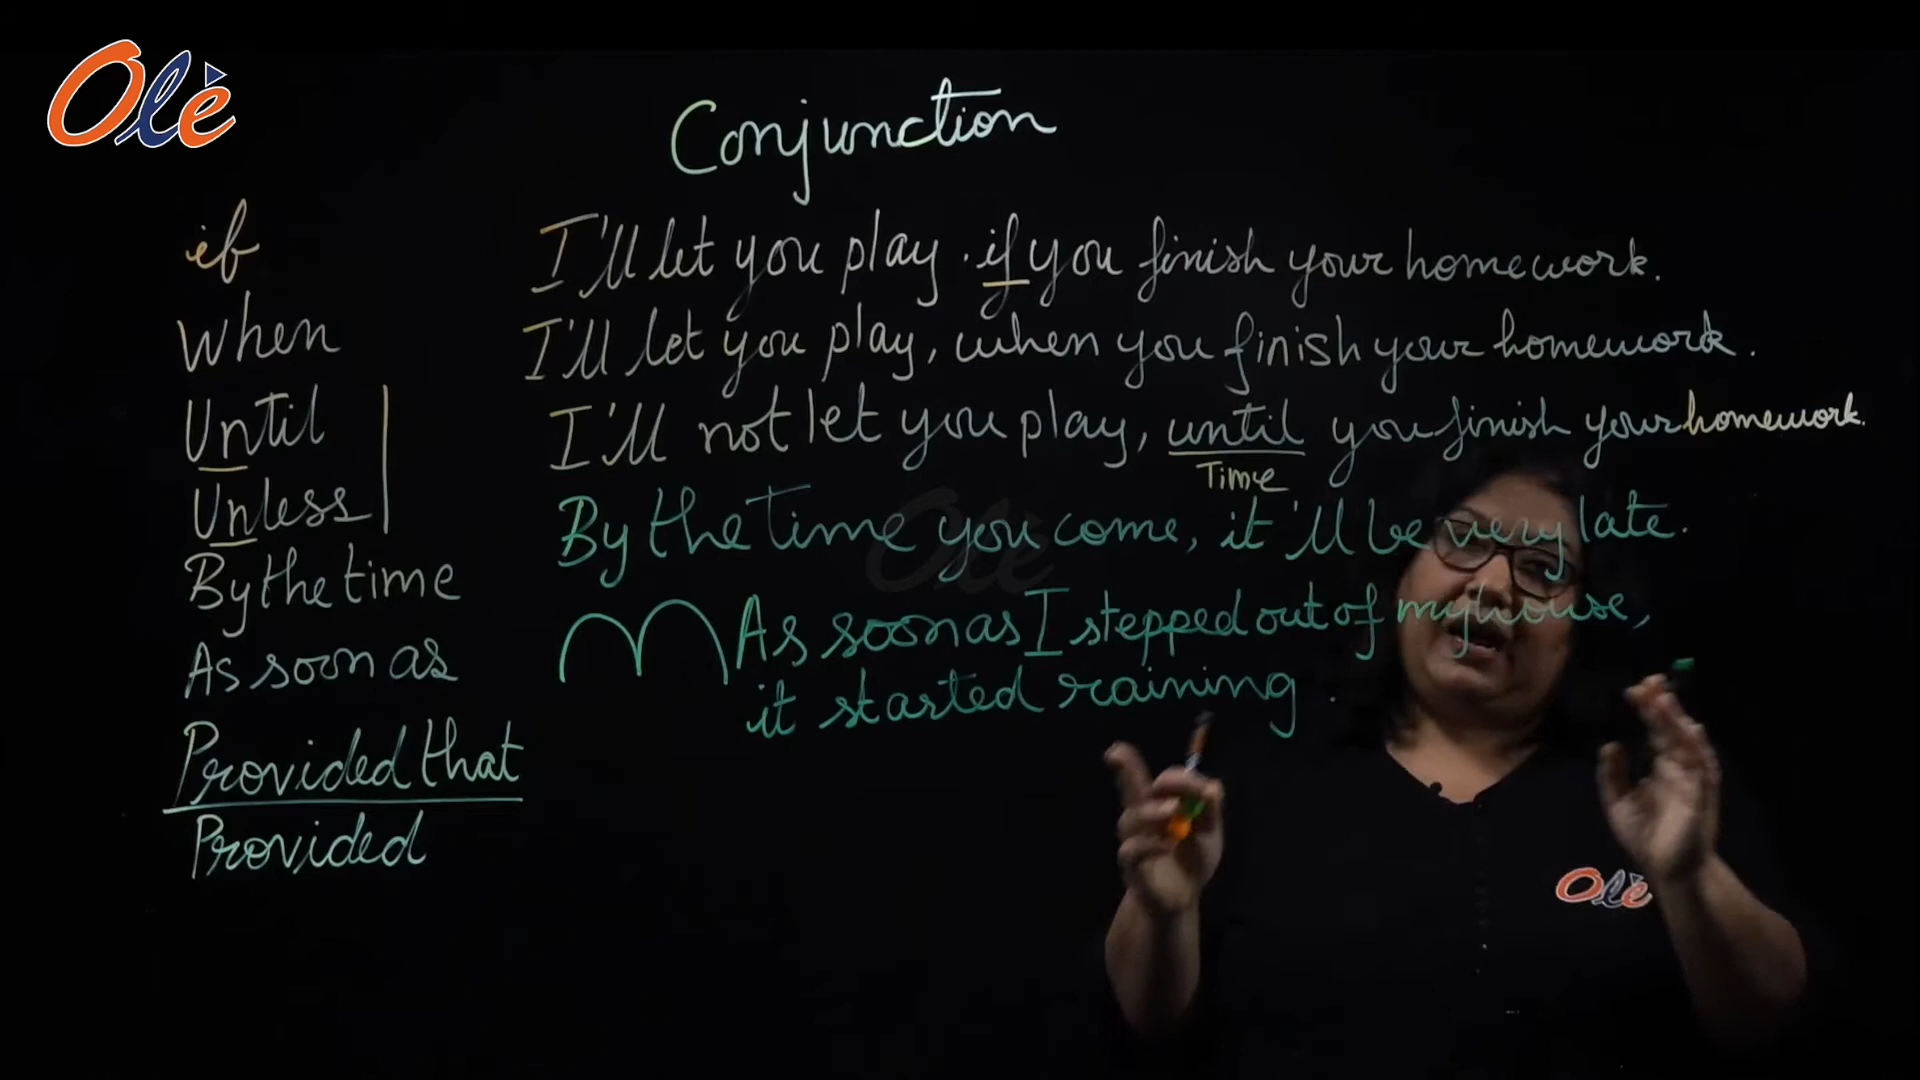 Olè
Conjunction
if
I'll let you play. if you finish your homework.
When
I'll let you play, when you finish your homework.
Until
I'll not let you play, until you finish your homework.
Time
Unless
By the time you come, it'll be very late.
By the time
As soon as I stepped out of my house,
As soon as
it started raining.
Provided that
Provided
Olè
Olè